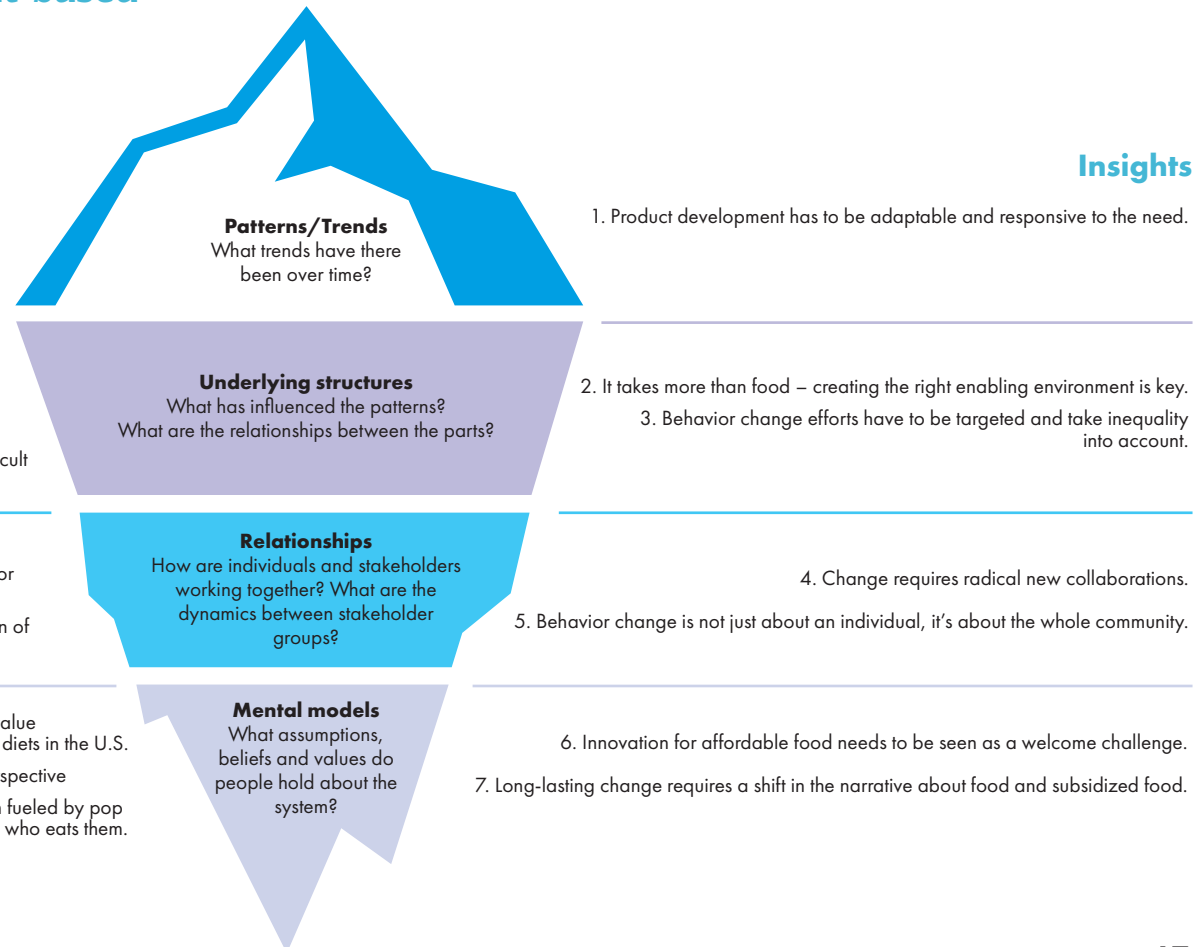 based
Patterns/Trends
What trends have there
been over time?
Underlying structures
What has influenced the patterns?
What are the relationships between the parts?
Relationships
How are individuals and stakeholders
working together? What are the
dynamics between stakeholder
groups?
Mental models
What assumptions,
beliefs and values do
people hold about the
system?
Insights
1. Product development has to be adaptable and responsive to the need.
2. It takes more than food – creating the right enabling environment is key.
3. Behavior change efforts have to be targeted and take inequality
into account.
4. Change requires radical new collaborations.
5. Behavior change is not just about an individual, it's about the whole community.
6. Innovation for affordable food needs to be seen as a welcome challenge.
7. Long-lasting change requires a shift in the narrative about food and subsidized food.
cult
or
n of
alue
diets in the U.S.
spective
fueled by pop
who eats them.